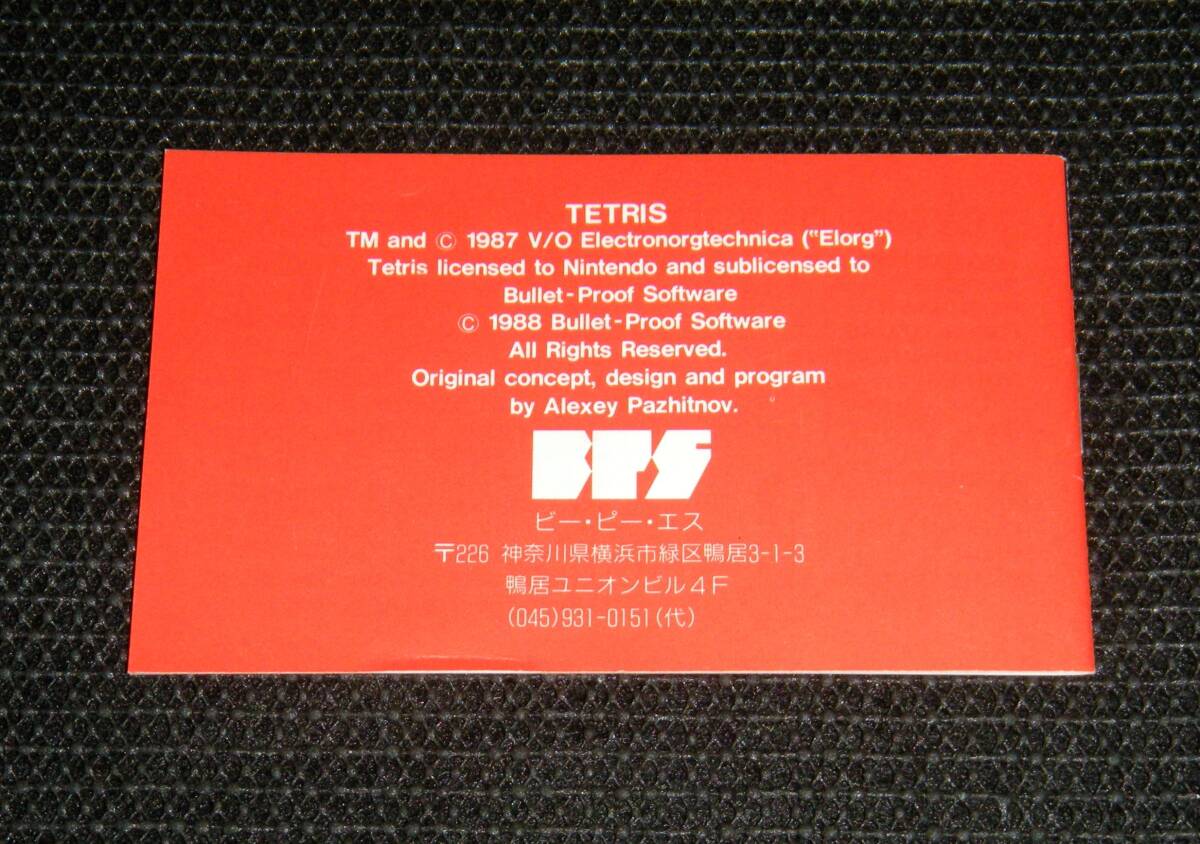 TETRIS
TM and © 1987 V/O Electronorgtechnica ("Elorg")
Tetris licensed to Nintendo and sublicensed to
Bullet-Proof Software
© 1988 Bullet-Proof Software
All Rights Reserved.
Original concept, design and program
by Alexey Pazhitnov.
BPS
ビー・ピー・エス
〒226 神奈川県横浜市緑区鴨居3-1-3
鴨居ユニオンビル4F
(045)931-0151(代)